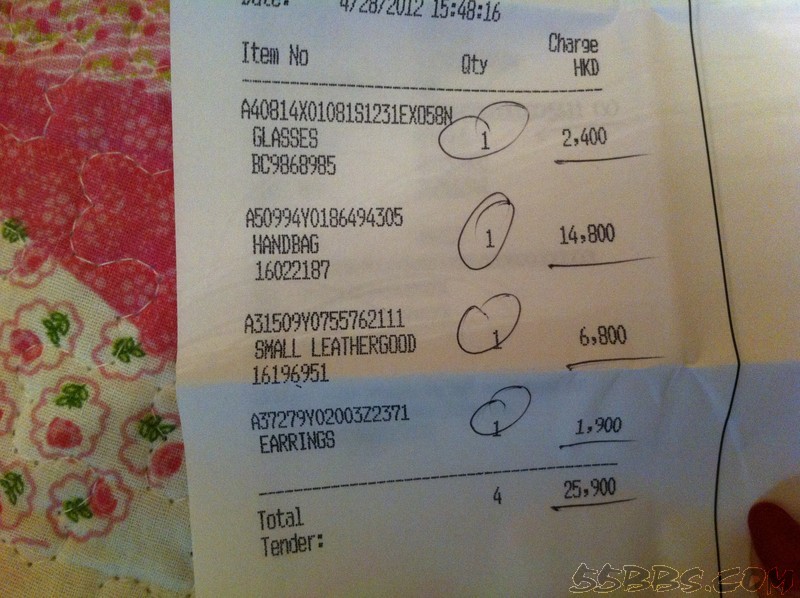 Date: 4/28/2012 15:48:16
Item No Qty Charge
HKD
A40814X01081S1231EX058N
GLASSES 1 2,400
BC9868985
A50994Y0186494305
HANDBAG 1 14,800
16022187
A31509Y0755762111
SMALL LEATHERGOOD 1 6,800
16196951
A37279Y02003Z2371
EARRINGS 1 1,900
Total 4 25,900
Tender:
55BBS.COM